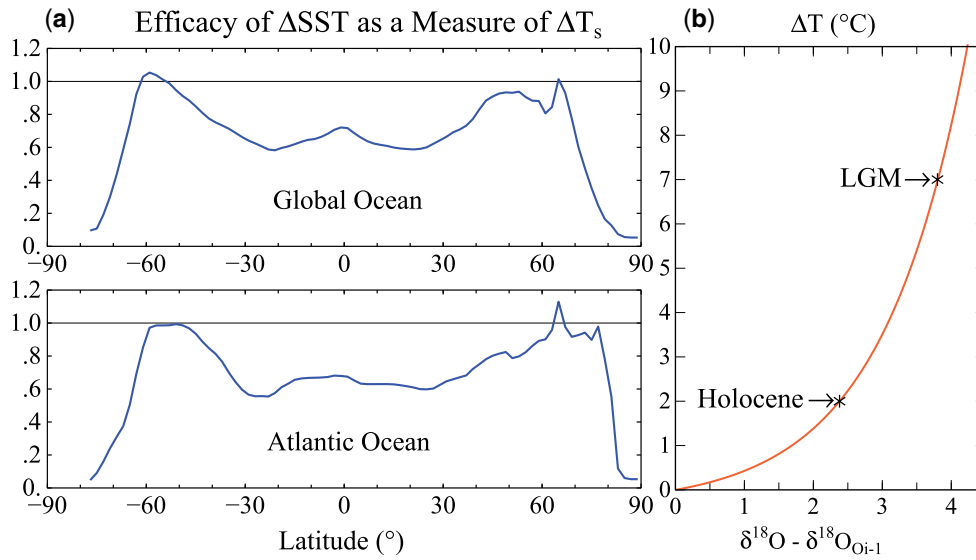 (a) Efficacy of ΔSST as a Measure of ΔTs
1.2
1.0
.8
.6
.4
.2
0.
−90 −60 −30 0 30 60 90
Global Ocean
1.2
1.0
.8
.6
.4
.2
0.
−90 −60 −30 0 30 60 90
Atlantic Ocean
Latitude (°)
(b) ΔT (°C)
10
9
8
7
6
5
4
3
2
1
0
0 1 2 3 4
LGM→
Holocene→
δ18O - δ18OOi-1